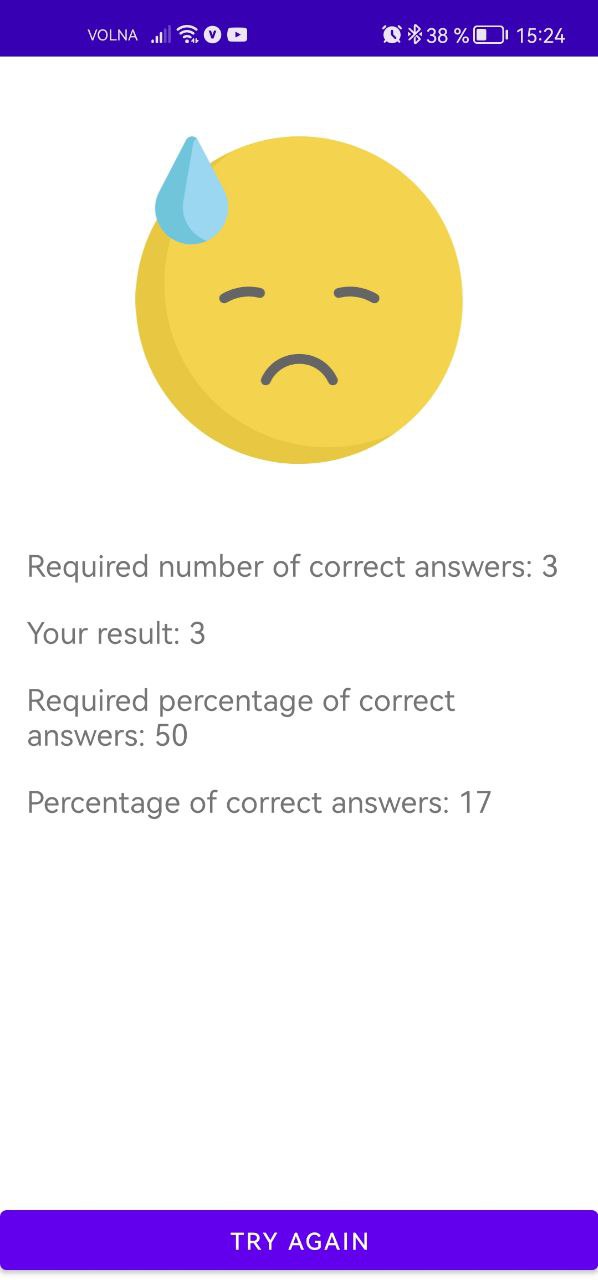 VOLNA 38 % 15:24
Required number of correct answers: 3
Your result: 3
Required percentage of correct
answers: 50
Percentage of correct answers: 17
TRY AGAIN